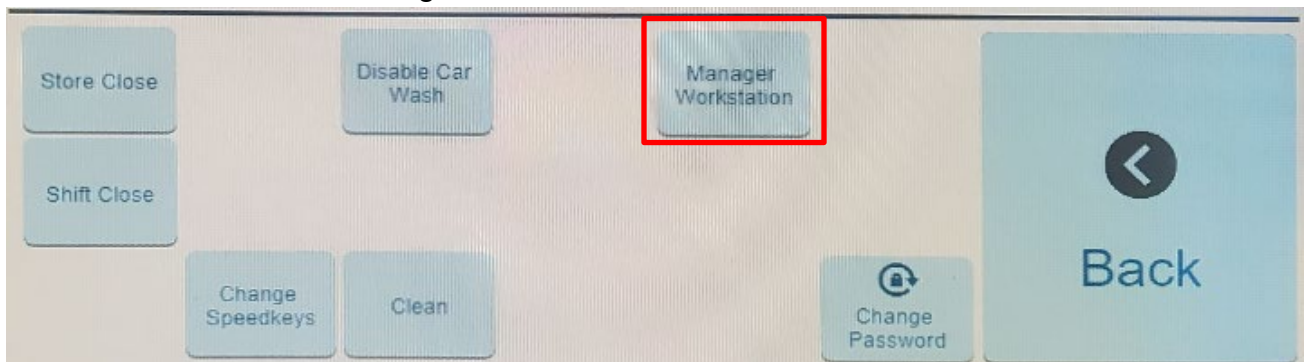 Store Close
Disable Car
Wash
Manager
Workstation
Shift Close
Change
Speedkeys
Clean
Change
Password
Back